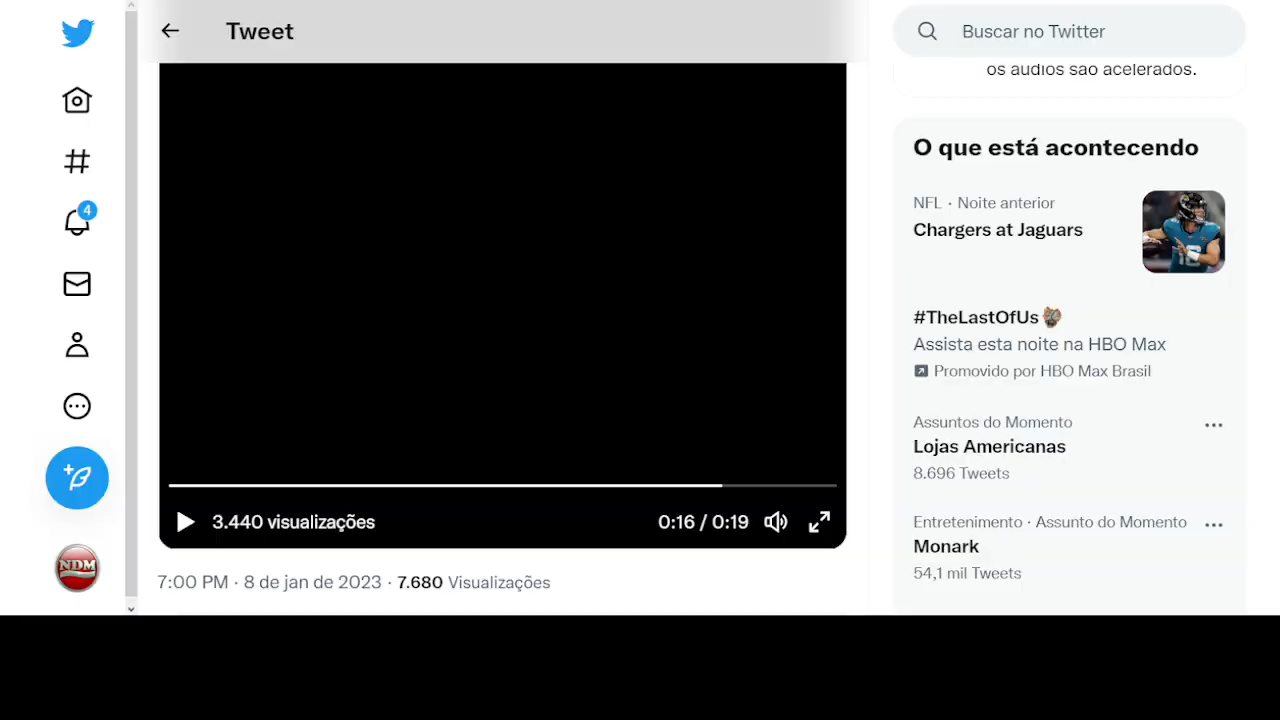 Tweet
Buscar no Twitter
os áudios são acelerados.
O que está acontecendo
NFL · Noite anterior
Chargers at Jaguars
16
#TheLastOfUs
Assista esta noite na HBO Max
Promovido por HBO Max Brasil
Assuntos do Momento
Lojas Americanas
8.696 Tweets
Entretenimento · Assunto do Momento
Monark
54,1 mil Tweets
4
NDM
3.440 visualizações
0:16 / 0:19
7:00 PM · 8 de jan de 2023 · 7.680 Visualizações